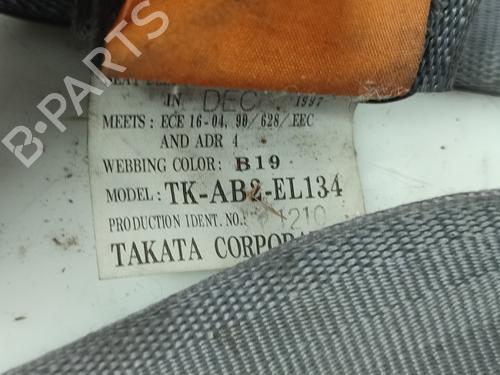 IN DEC 1997
MEETS: ECE 16-04, 90/628/EEC
AND ADR 4
WEBBING COLOR: B19
MODEL: TK-AB2-EL134
PRODUCTION IDENT. NO.: 1210
TAKATA
B-PARTS